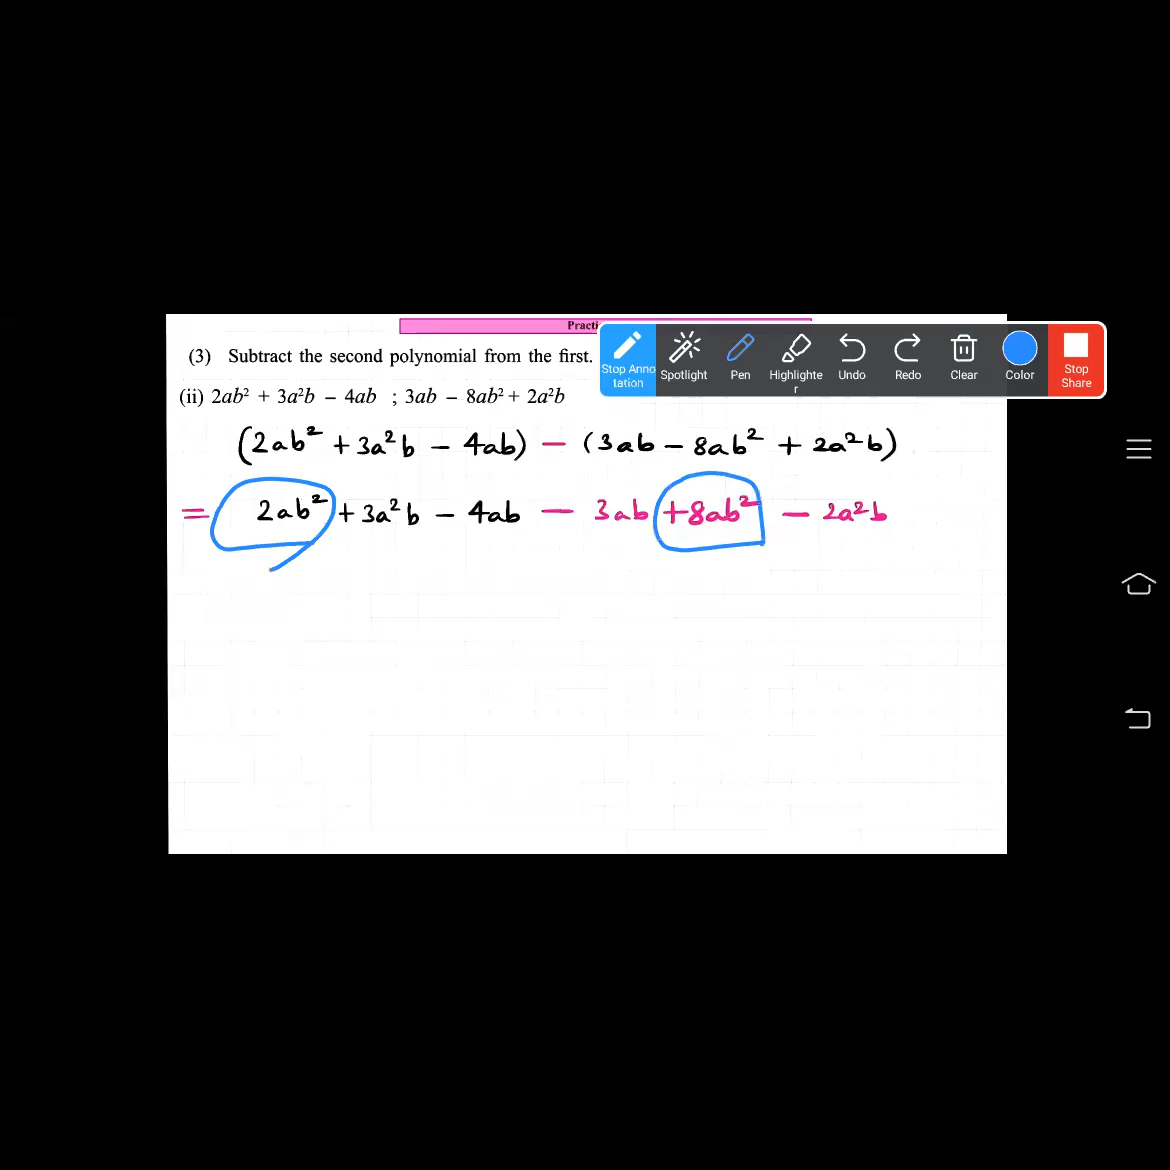 Practi
(3) Subtract the second polynomial from the first.
(ii) 2ab² + 3a²b − 4ab ; 3ab − 8ab² + 2a²b
(2ab² + 3a²b − 4ab) − (3ab − 8ab² + 2a²b)
= 2ab² + 3a²b − 4ab − 3ab +8ab² − 2a²b
Stop Annotation Spotlight Pen Highlighter Undo Redo Clear Color Stop Share